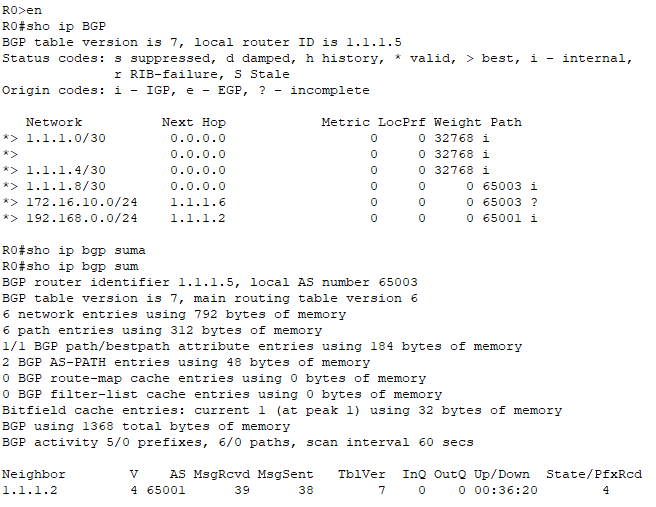 R0>en
R0#sho ip BGP
BGP table version is 7, local router ID is 1.1.1.5
Status codes: s suppressed, d damped, h history, * valid, > best, i - internal,
              r RIB-failure, S Stale
Origin codes: i - IGP, e - EGP, ? - incomplete

   Network          Next Hop            Metric LocPrf Weight Path
*> 1.1.1.0/30       0.0.0.0                  0    0 32768 i
*>                  0.0.0.0                  0    0 32768 i
*> 1.1.1.4/30       0.0.0.0                  0    0 32768 i
*> 1.1.1.8/30       0.0.0.0                  0    0     0 65003 i
*> 172.16.10.0/24   1.1.1.6                  0    0     0 65003 ?
*> 192.168.0.0/24   1.1.1.2                  0    0     0 65001 i

R0#sho ip bgp suma
R0#sho ip bgp sum
BGP router identifier 1.1.1.5, local AS number 65003
BGP table version is 7, main routing table version 6
6 network entries using 792 bytes of memory
6 path entries using 312 bytes of memory
1/1 BGP path/bestpath attribute entries using 184 bytes of memory
2 BGP AS-PATH entries using 48 bytes of memory
0 BGP route-map cache entries using 0 bytes of memory
0 BGP filter-list cache entries using 0 bytes of memory
Bitfield cache entries: current 1 (at peak 1) using 32 bytes of memory
BGP using 1368 total bytes of memory
BGP activity 5/0 prefixes, 6/0 paths, scan interval 60 secs

Neighbor        V    AS MsgRcvd MsgSent   TblVer  InQ OutQ Up/Down  State/PfxRcd
1.1.1.2         4 65001      39      38        7    0    0 00:36:20        4